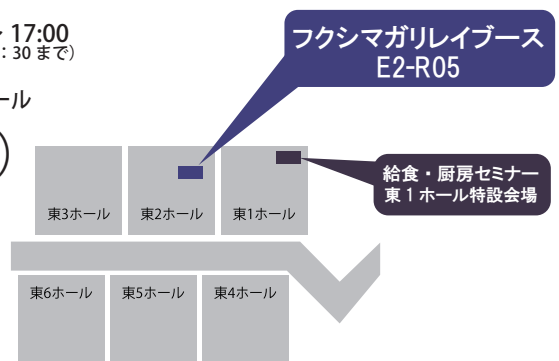 17:00
: 30 まで)
ール
フクシマガリレイブース
E2-R05
給食・厨房セミナー
東1ホール特設会場
東3ホール
東2ホール
東1ホール
東6ホール
東5ホール
東4ホール